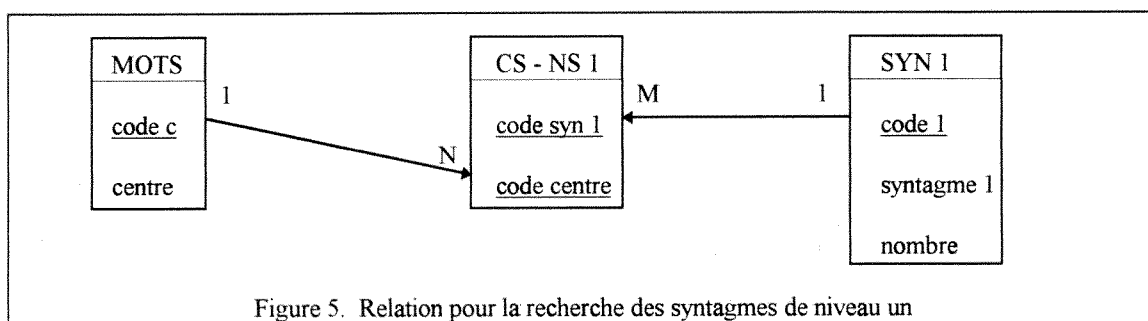 MOTS
code c
centre
1
N
CS - NS 1
code syn 1
code centre
M
1
SYN 1
code 1
syntagme 1
nombre
Figure 5. Relation pour la recherche des syntagmes de niveau un